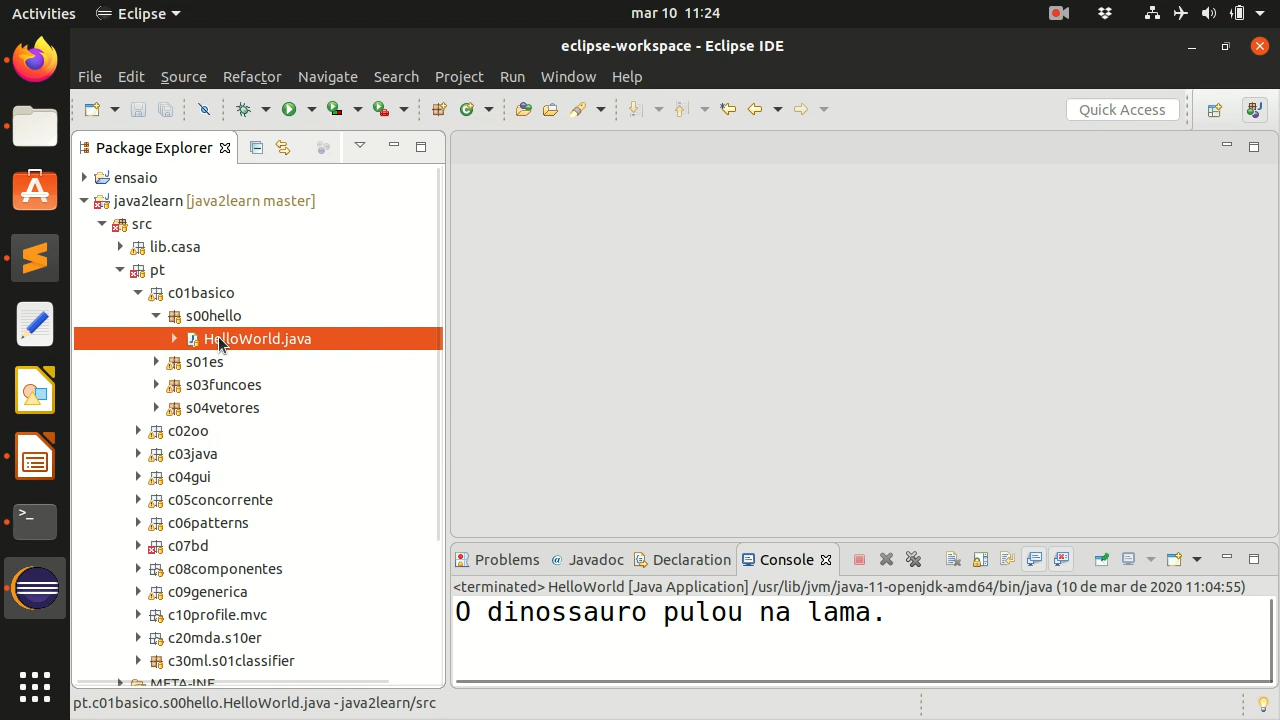 Activities Eclipse mar 10 11:24
eclipse-workspace - Eclipse IDE
File Edit Source Refactor Navigate Search Project Run Window Help
Quick Access
Package Explorer
ensaio
java2learn [java2learn master]
src
lib.casa
pt
c01basico
s00hello
HelloWorld.java
s01es
s03funcoes
s04vetores
c02oo
c03java
c04gui
c05concorrente
c06patterns
c07bd
c08componentes
c09generica
c10profile.mvc
c20mda.s10er
c30ml.s01classifier
META-INF
Problems @ Javadoc Declaration Console
<terminated> HelloWorld [Java Application] /usr/lib/jvm/java-11-openjdk-amd64/bin/java (10 de mar de 2020 11:04:55)
O dinossauro pulou na lama.
pt.c01basico.s00hello.HelloWorld.java - java2learn/src